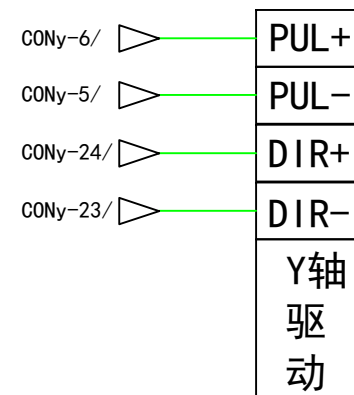 CONy-6/ PUL+
CONy-5/ PUL-
CONy-24/ DIR+
CONy-23/ DIR-
Y轴
驱
动